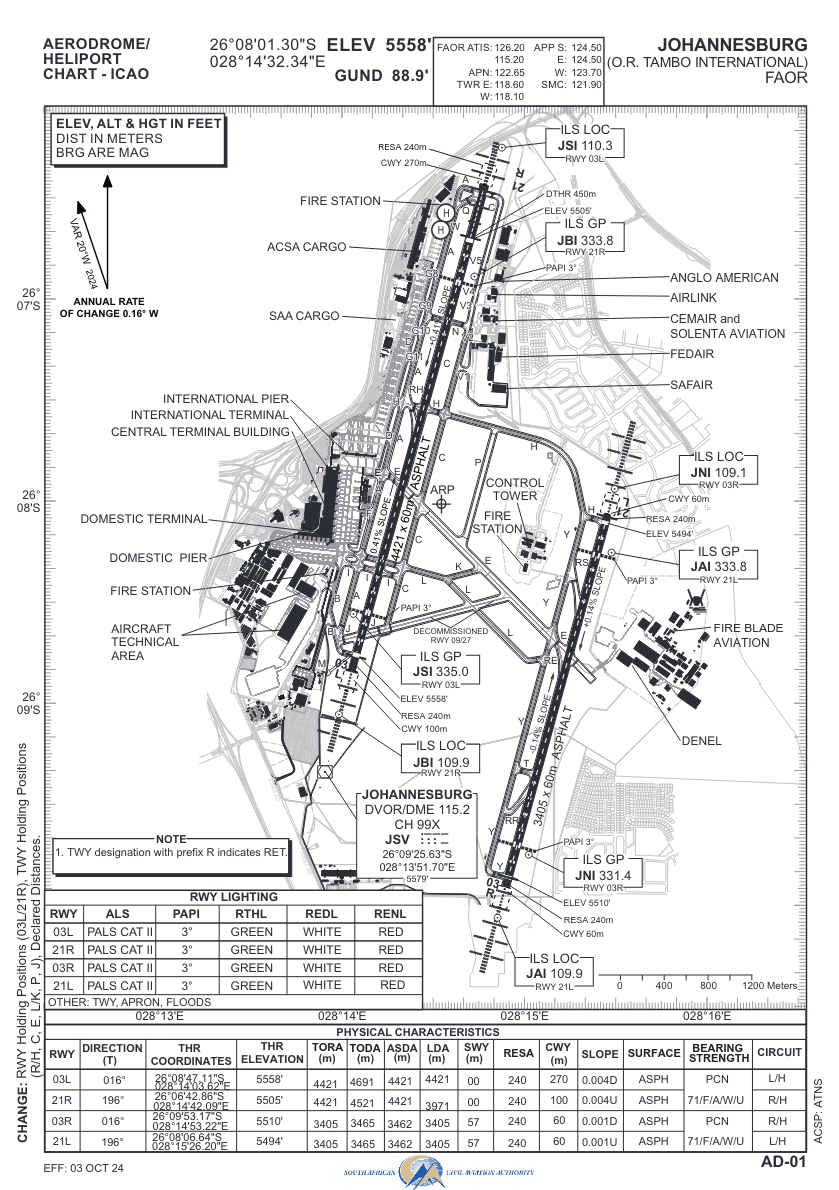 AERODROME/
HELIPORT
CHART - ICAO
26°08'01.30"S ELEV 5558'
028°14'32.34"E
GUND 88.9'
FAOR ATIS: 126.20 APP S: 124.50
115.20 E: 124.50
APN: 122.65 W: 123.70
TWR E: 118.60 SMC: 121.90
W: 118.10
JOHANNESBURG
(O.R. TAMBO INTERNATIONAL)
FAOR
ELEV, ALT & HGT IN FEET
DIST IN METERS
BRG ARE MAG
VAR 20°W 2024
ANNUAL RATE
OF CHANGE 0.16° W
26°
07'S
26°
08'S
26°
09'S
RESA 240m
CWY 270m
ILS LOC
JSI 110.3
RWY 03L
21
R
DTHR 450m
ELEV 5505'
ILS GP
JBI 333.8
RWY 21R
PAPI 3°
FIRE STATION
H
H
ACSA CARGO
SAA CARGO
ANGLO AMERICAN
AIRLINK
CEMAIR and
SOLENTA AVIATION
FEDAIR
SAFAIR
A
Q
C
W
A
V5
G8
V4
V3
G9
G10
D
G11
N
A
C
V1
RH
H
H
+0.41% SLOPE
INTERNATIONAL PIER
INTERNATIONAL TERMINAL
CENTRAL TERMINAL BUILDING
DOMESTIC TERMINAL
DOMESTIC PIER
FIRE STATION
AIRCRAFT
TECHNICAL
AREA
D
A
E
E
C
P
H
ARP
4421 x 60m ASPHALT
0.41% SLOPE
CONTROL
TOWER
FIRE
STATION
ILS LOC
JNI 109.1
RWY 03R
CWY 60m
21
L
H
RESA 240m
ELEV 5494'
ILS GP
JAI 333.8
RWY 21L
PAPI 3°
Y
RS
Y
+0.14% SLOPE
FIRE BLADE
AVIATION
DENEL
C
K
E
L
L
L
I
I
I
C
B
A
B
J
J
M
PAPI 3°
DECOMMISSIONED
RWY 09/27
E
RE
03
L
ILS GP
JSI 335.0
RWY 03L
ELEV 5558'
RESA 240m
CWY 100m
ILS LOC
JBI 109.9
RWY 21R
Y
-0.14% SLOPE
T
3405 x 60m ASPHALT
RR
Y
Y
JOHANNESBURG
DVOR/DME 115.2
CH 99X
JSV
26°09'25.63"S
028°13'51.70"E
5579'
PAPI 3°
ILS GP
JNI 331.4
RWY 03R
03
R
ELEV 5510'
RESA 240m
CWY 60m
ILS LOC
JAI 109.9
RWY 21L
0 400 800 1200 Meters
NOTE
1. TWY designation with prefix R indicates RET.
RWY LIGHTING
RWY ALS PAPI RTHL REDL RENL
03L PALS CAT II 3° GREEN WHITE RED
21R PALS CAT II 3° GREEN WHITE RED
03R PALS CAT II 3° GREEN WHITE RED
21L PALS CAT II 3° GREEN WHITE RED
OTHER: TWY, APRON, FLOODS
028°13'E 028°14'E 028°15'E 028°16'E
PHYSICAL CHARACTERISTICS
RWY DIRECTION (T) THR COORDINATES THR ELEVATION TORA (m) TODA (m) ASDA (m) LDA (m) SWY (m) RESA CWY (m) SLOPE SURFACE BEARING STRENGTH CIRCUIT
03L 016° 26°08'47.11"S 028°14'03.62"E 5558' 4421 4691 4421 4421 00 240 270 0.004D ASPH PCN L/H
21R 196° 26°06'42.86"S 028°14'42.09"E 5505' 4421 4521 4421 3971 00 240 100 0.004U ASPH 71/F/A/W/U R/H
03R 016° 26°09'53.17"S 028°14'53.22"E 5510' 3405 3465 3462 3405 57 240 60 0.001D ASPH PCN R/H
21L 196° 26°08'06.64"S 028°15'26.20"E 5494' 3405 3465 3462 3405 57 240 60 0.001U ASPH 71/F/A/W/U L/H
CHANGE: RWY Holding Positions (03L/21R), TWY Holding Positions
(R/H, C, E, L/K, P, J), Declared Distances.
ACSP: ATNS
EFF: 03 OCT 24
SOUTH AFRICAN CIVIL AVIATION AUTHORITY
AD-01